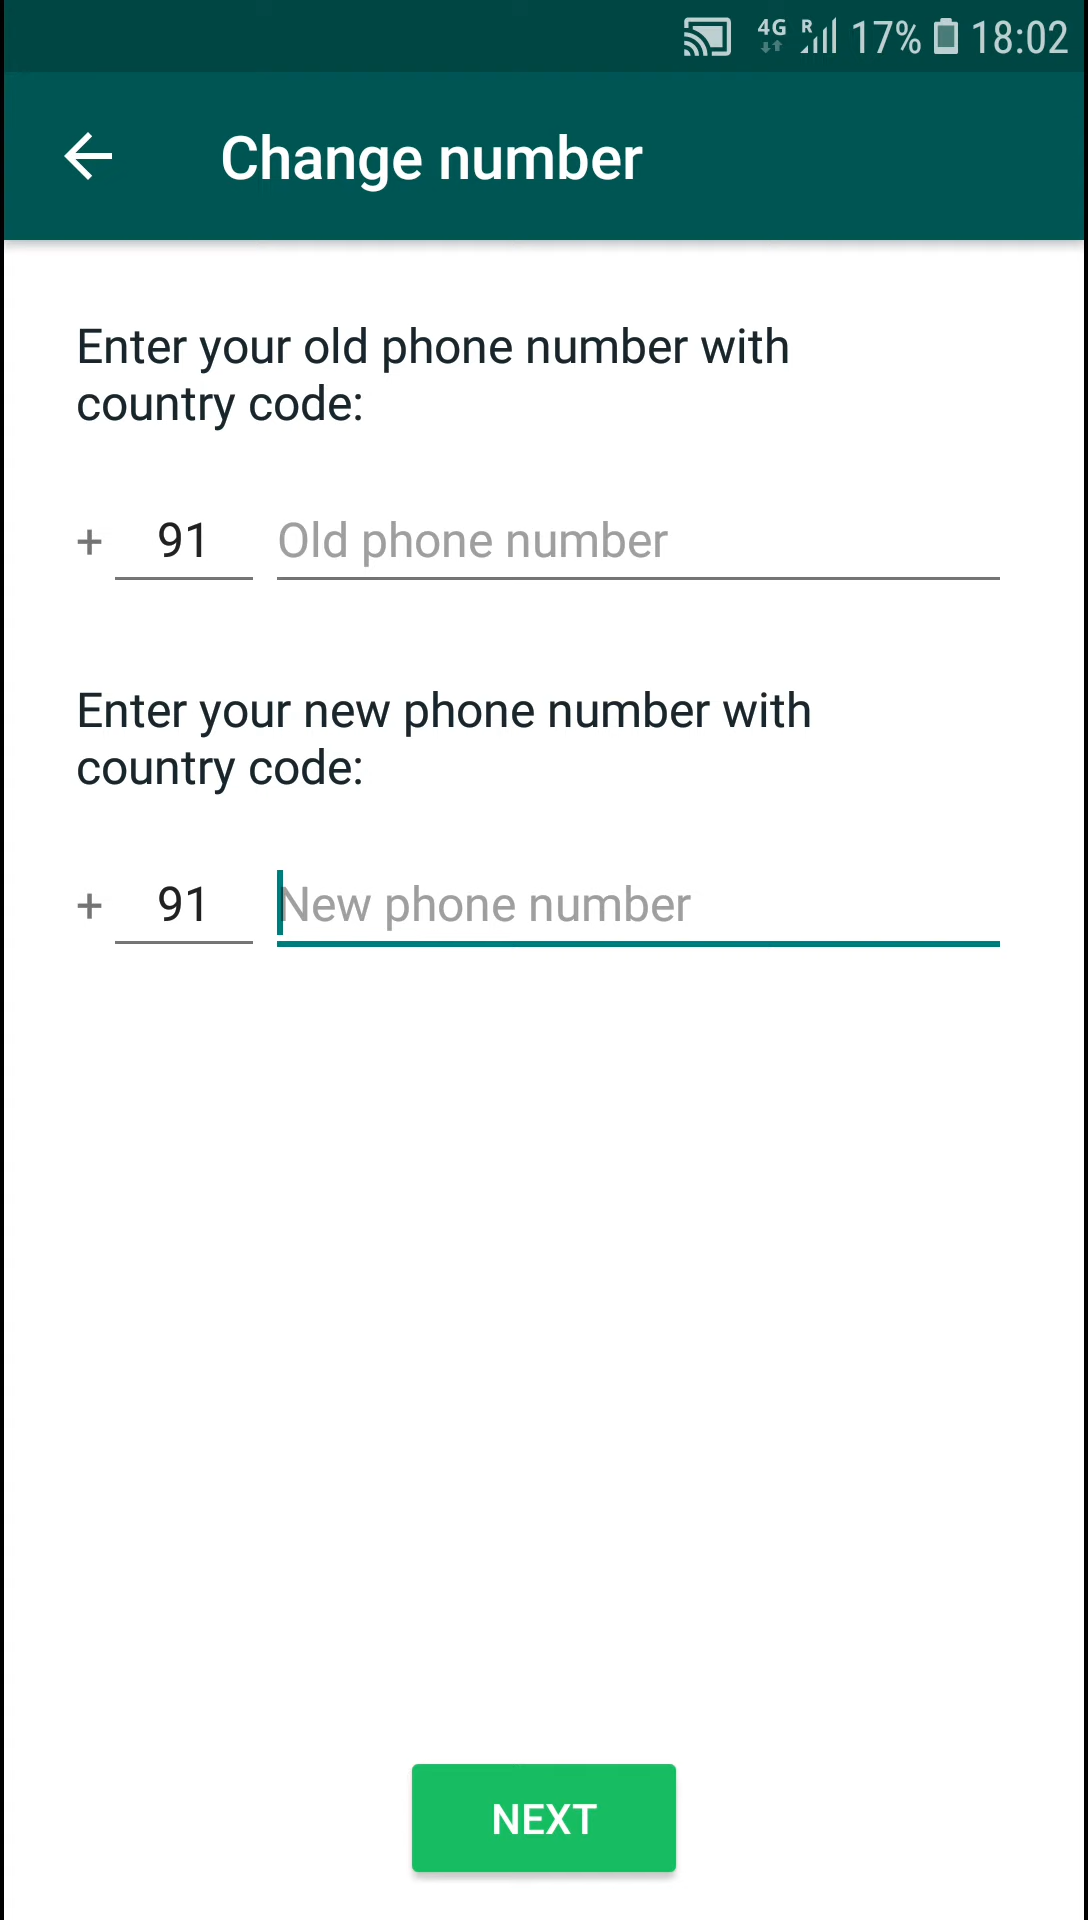 4G R 17% 18:02
Change number
Enter your old phone number with
country code:
+ 91 Old phone number
Enter your new phone number with
country code:
+ 91 New phone number
NEXT